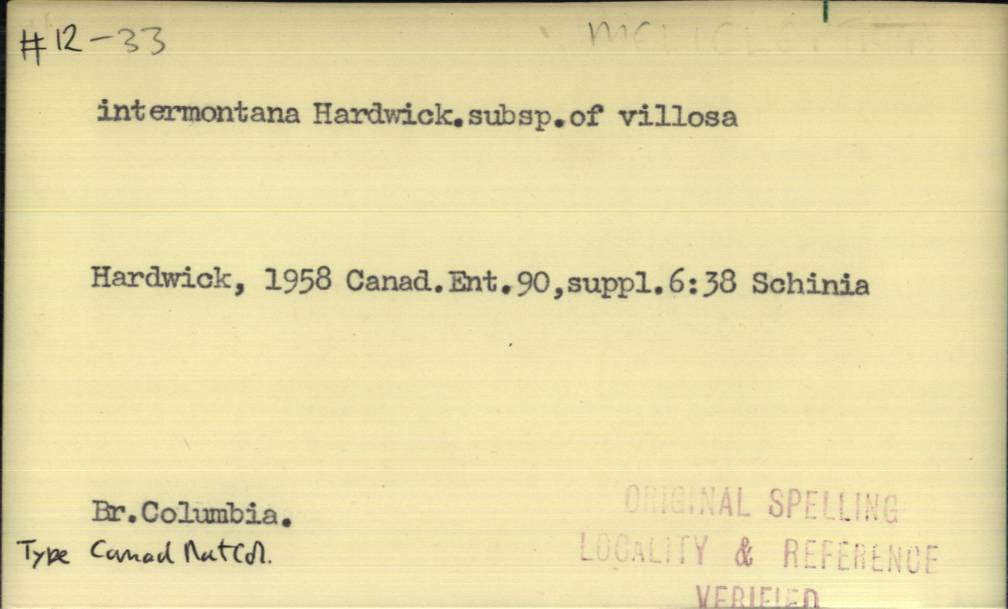 #12-33
intermontana Hardwick.subsp.of villosa
Hardwick, 1958 Canad.Ent.90,suppl.6:38 Schinia
Br.Columbia.
Type Canad Nat Col.
ORIGINAL SPELLING
LOCALITY & REFERENCE
VERIFIED